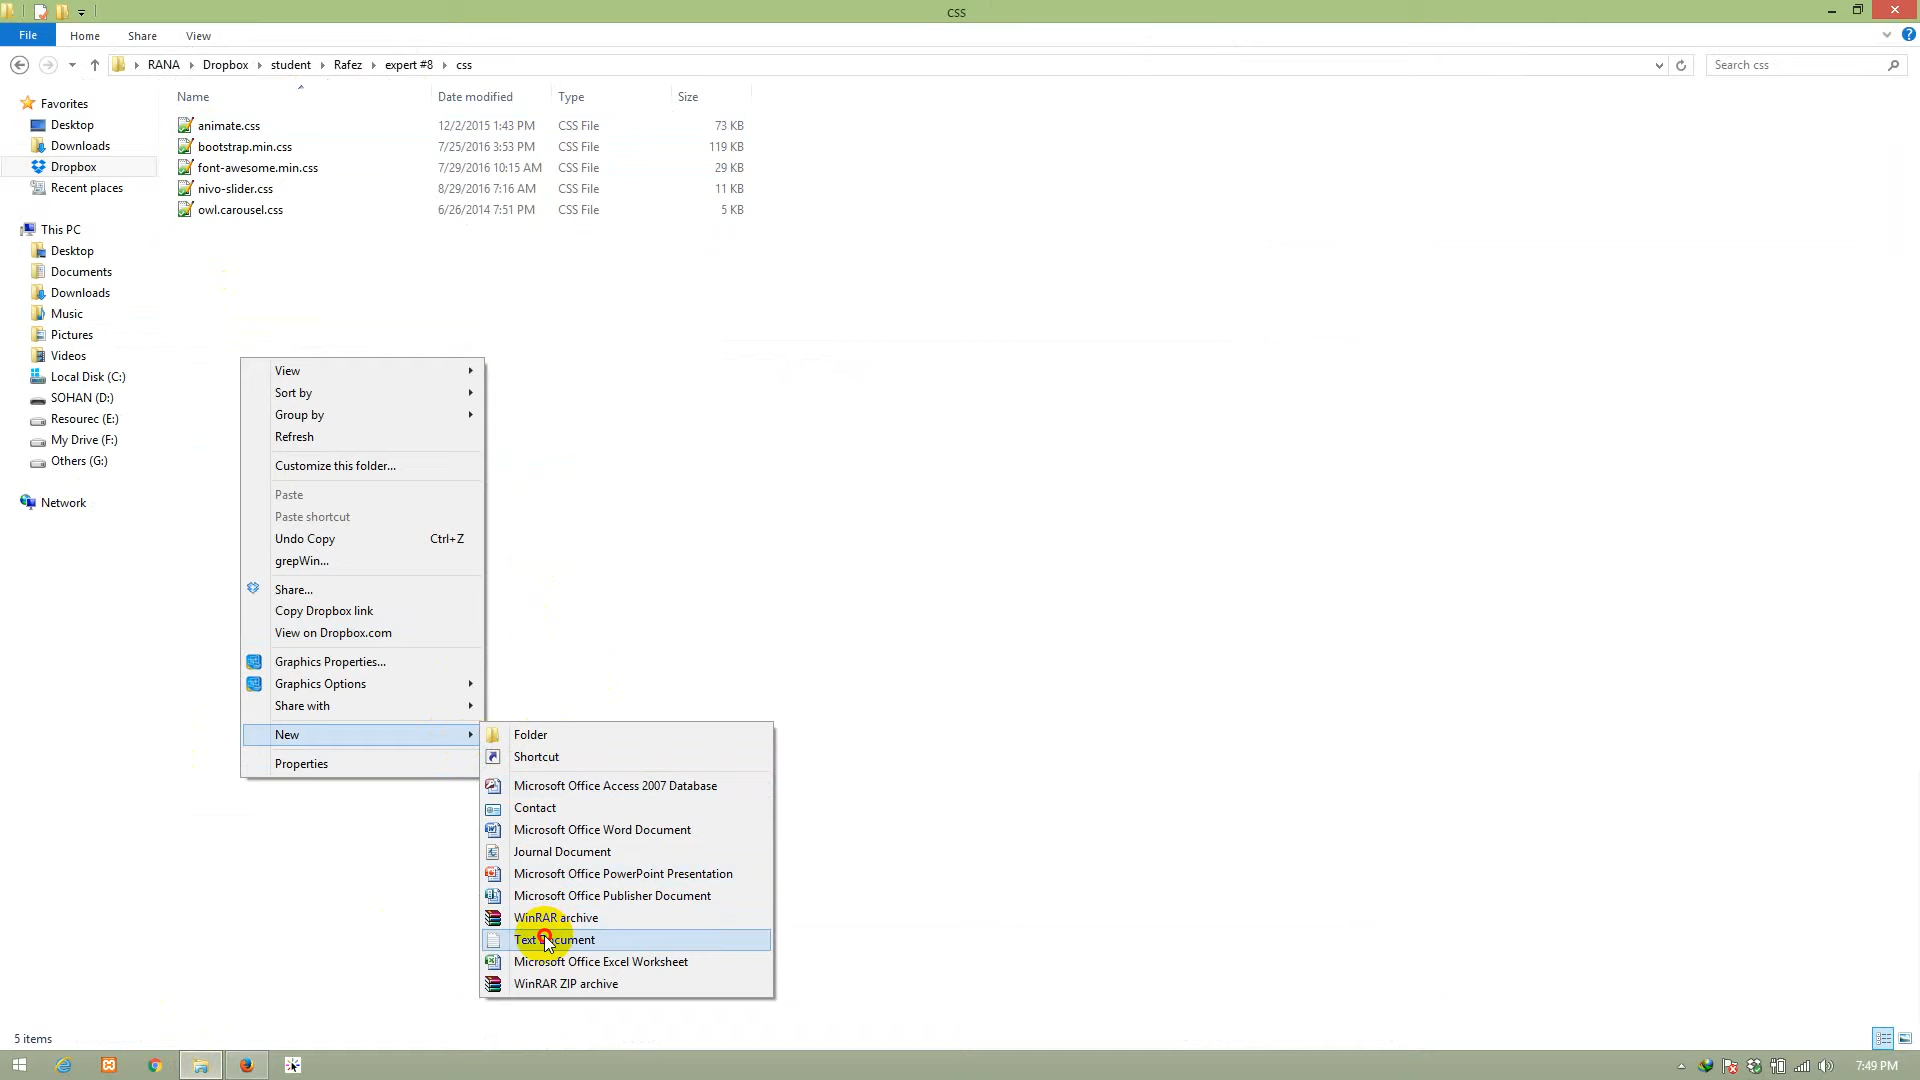 CSS
File Home Share View
RANA Dropbox student Rafez expert #8 css
Search css
Name Date modified Type Size
animate.css 12/2/2015 1:43 PM CSS File 73 KB
bootstrap.min.css 7/25/2016 3:53 PM CSS File 119 KB
font-awesome.min.css 7/29/2016 10:15 AM CSS File 29 KB
nivo-slider.css 8/29/2016 7:16 AM CSS File 11 KB
owl.carousel.css 6/26/2014 7:51 PM CSS File 5 KB
Favorites
Desktop
Downloads
Dropbox
Recent places
This PC
Desktop
Documents
Downloads
Music
Pictures
Videos
Local Disk (C:)
SOHAN (D:)
Resourec (E:)
My Drive (F:)
Others (G:)
Network
View
Sort by
Group by
Refresh
Customize this folder...
Paste
Paste shortcut
Undo Copy Ctrl+Z
grepWin...
Share...
Copy Dropbox link
View on Dropbox.com
Graphics Properties...
Graphics Options
Share with
New
Properties
Folder
Shortcut
Microsoft Office Access 2007 Database
Contact
Microsoft Office Word Document
Journal Document
Microsoft Office PowerPoint Presentation
Microsoft Office Publisher Document
WinRAR archive
Text Document
Microsoft Office Excel Worksheet
WinRAR ZIP archive
5 items
7:49 PM